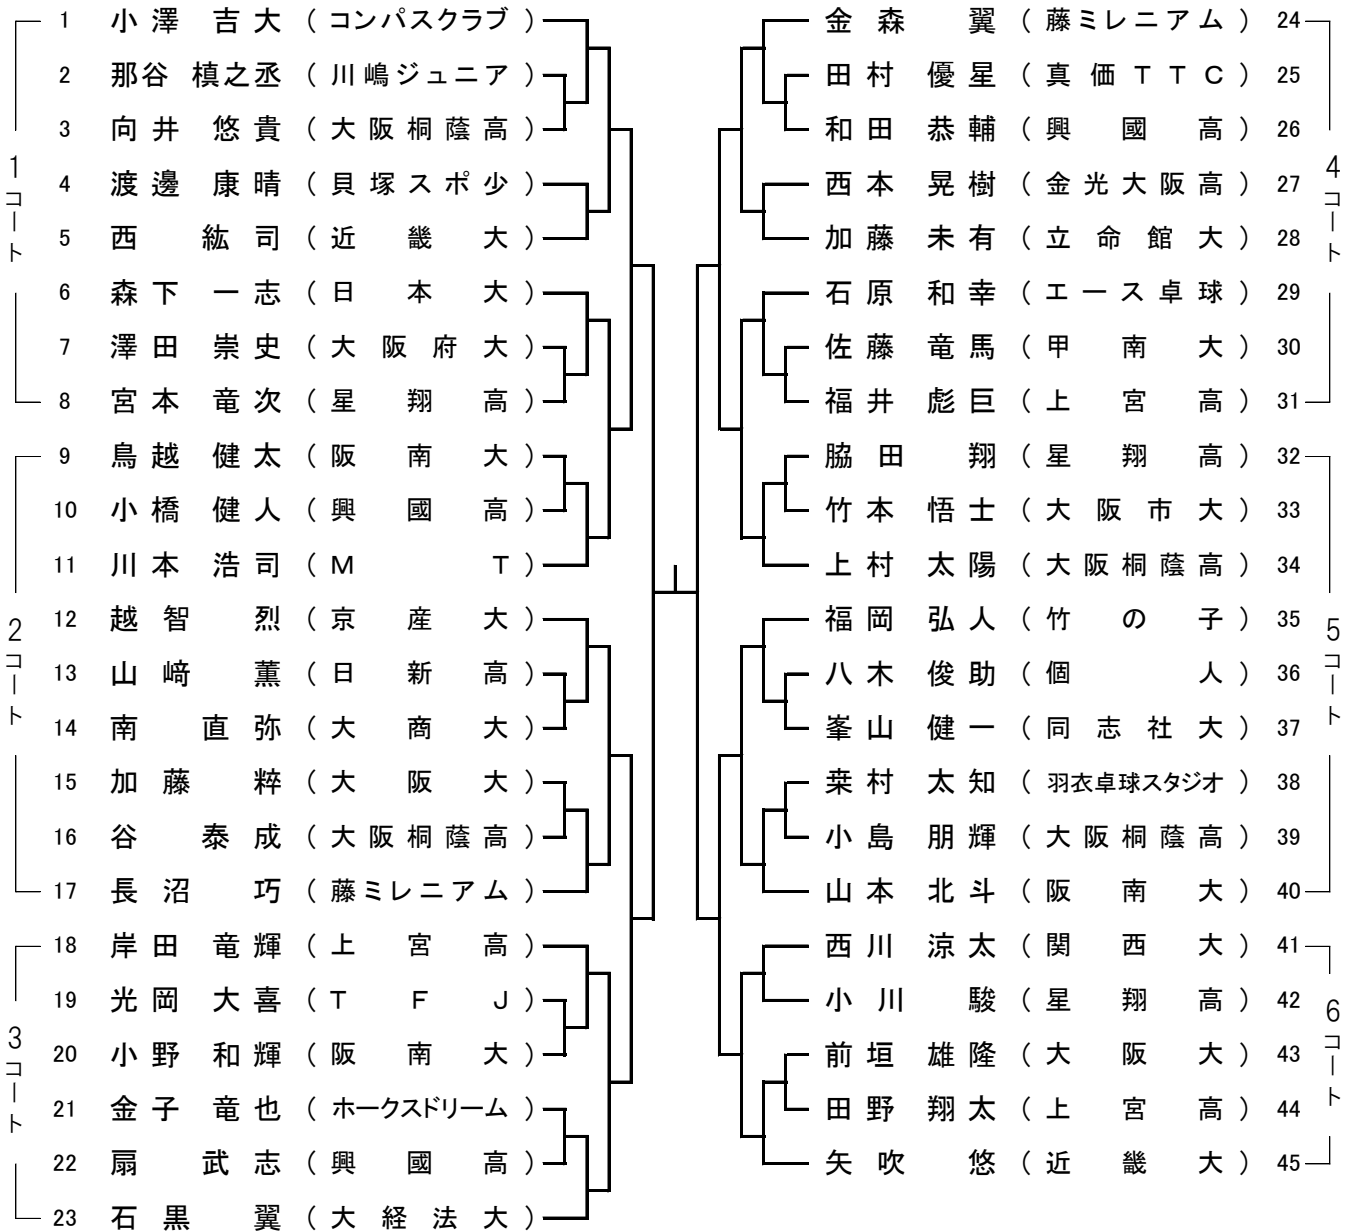 1 小澤 吉大 (コンパスクラブ)
2 那谷 槙之丞 (川嶋ジュニア)
3 向井 悠貴 (大阪桐蔭高)
4 渡邊 康晴 (貝塚スポ少)
5 西 紘司 (近畿大)
6 森下 一志 (日本大)
7 澤田 崇史 (大阪府大)
8 宮本 竜次 (星翔高)
9 鳥越 健太 (阪南大)
10 小橋 健人 (興國高)
11 川本 浩司 (MT)
12 越智 烈 (京産大)
13 山﨑 薫 (日新高)
14 南 直弥 (大商大)
15 加藤 粹 (大阪大)
16 谷 泰成 (大阪桐蔭高)
17 長沼 巧 (藤ミレニアム)
18 岸田 竜輝 (上宮高)
19 光岡 大喜 (TFJ)
20 小野 和輝 (阪南大)
21 金子 竜也 (ホークスドリーム)
22 扇 武志 (興國高)
23 石黒 翼 (大経法大)
1コート
2コート
3コート
金森 翼 (藤ミレニアム) 24
田村 優星 (真価TTC) 25
和田 恭輔 (興國高) 26
西本 晃樹 (金光大阪高) 27
加藤 未有 (立命館大) 28
石原 和幸 (エース卓球) 29
佐藤 竜馬 (甲南大) 30
福井 彪巨 (上宮高) 31
脇田 翔 (星翔高) 32
竹本 悟士 (大阪市大) 33
上村 太陽 (大阪桐蔭高) 34
福岡 弘人 (竹の子) 35
八木 俊助 (個人) 36
峯山 健一 (同志社大) 37
桒村 太知 (羽衣卓球スタジオ) 38
小島 朋輝 (大阪桐蔭高) 39
山本 北斗 (阪南大) 40
西川 涼太 (関西大) 41
小川 駿 (星翔高) 42
前垣 雄隆 (大阪大) 43
田野 翔太 (上宮高) 44
矢吹 悠 (近畿大) 45
4コート
5コート
6コート